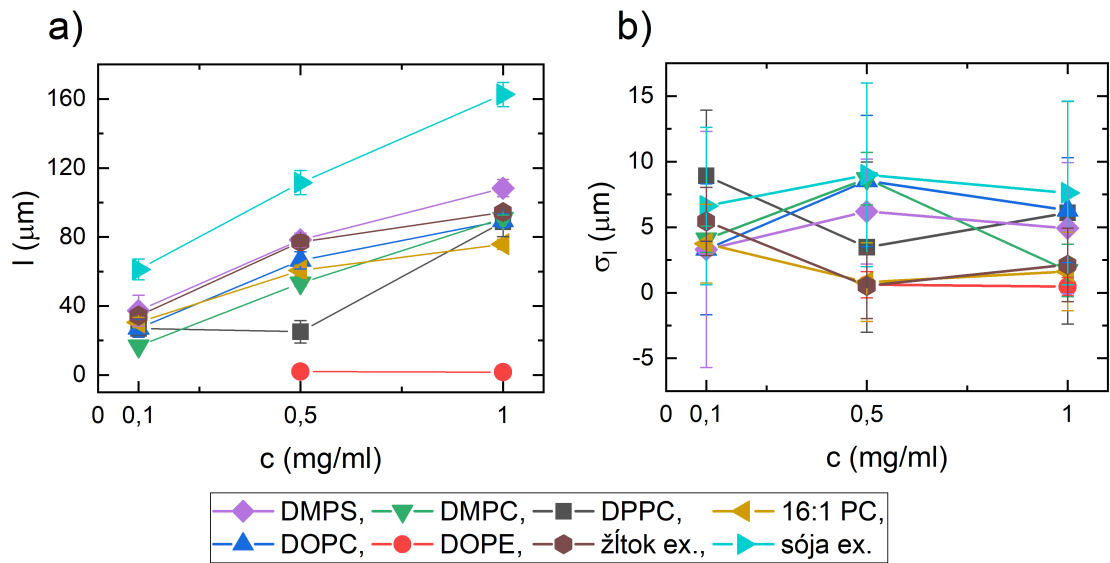 a)
b)
160
120
80
40
0
l (μm)
0 0,1 0,5 1
c (mg/ml)
15
10
5
0
-5
σl (μm)
0 0,1 0,5 1
c (mg/ml)
DMPS, DMPC, DPPC, 16:1 PC,
DOPC, DOPE, žĺtok ex., sója ex.